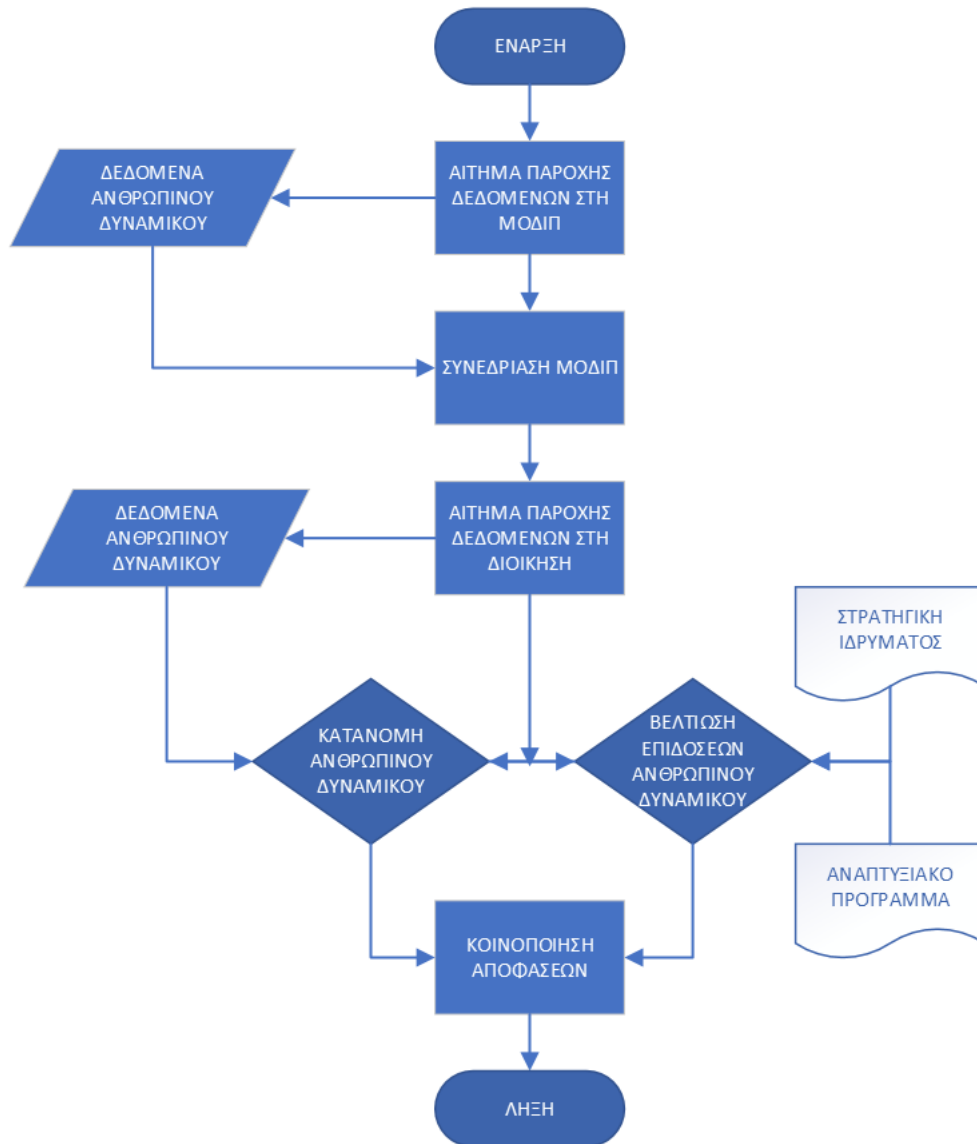 ΕΝΑΡΞΗ
ΑΙΤΗΜΑ ΠΑΡΟΧΗΣ
ΔΕΔΟΜΕΝΩΝ ΣΤΗ
ΜΟΔΙΠ
ΔΕΔΟΜΕΝΑ
ΑΝΘΡΩΠΙΝΟΥ
ΔΥΝΑΜΙΚΟΥ
ΣΥΝΕΔΡΙΑΣΗ ΜΟΔΙΠ
ΑΙΤΗΜΑ ΠΑΡΟΧΗΣ
ΔΕΔΟΜΕΝΩΝ ΣΤΗ
ΔΙΟΙΚΗΣΗ
ΔΕΔΟΜΕΝΑ
ΑΝΘΡΩΠΙΝΟΥ
ΔΥΝΑΜΙΚΟΥ
ΣΤΡΑΤΗΓΙΚΗ
ΙΔΡΥΜΑΤΟΣ
ΚΑΤΑΝΟΜΗ
ΑΝΘΡΩΠΙΝΟΥ
ΔΥΝΑΜΙΚΟΥ
ΒΕΛΤΙΩΣΗ
ΕΠΙΔΟΣΕΩΝ
ΑΝΘΡΩΠΙΝΟΥ
ΔΥΝΑΜΙΚΟΥ
ΑΝΑΠΤΥΞΙΑΚΟ
ΠΡΟΓΡΑΜΜΑ
ΚΟΙΝΟΠΟΙΗΣΗ
ΑΠΟΦΑΣΕΩΝ
ΛΗΞΗ